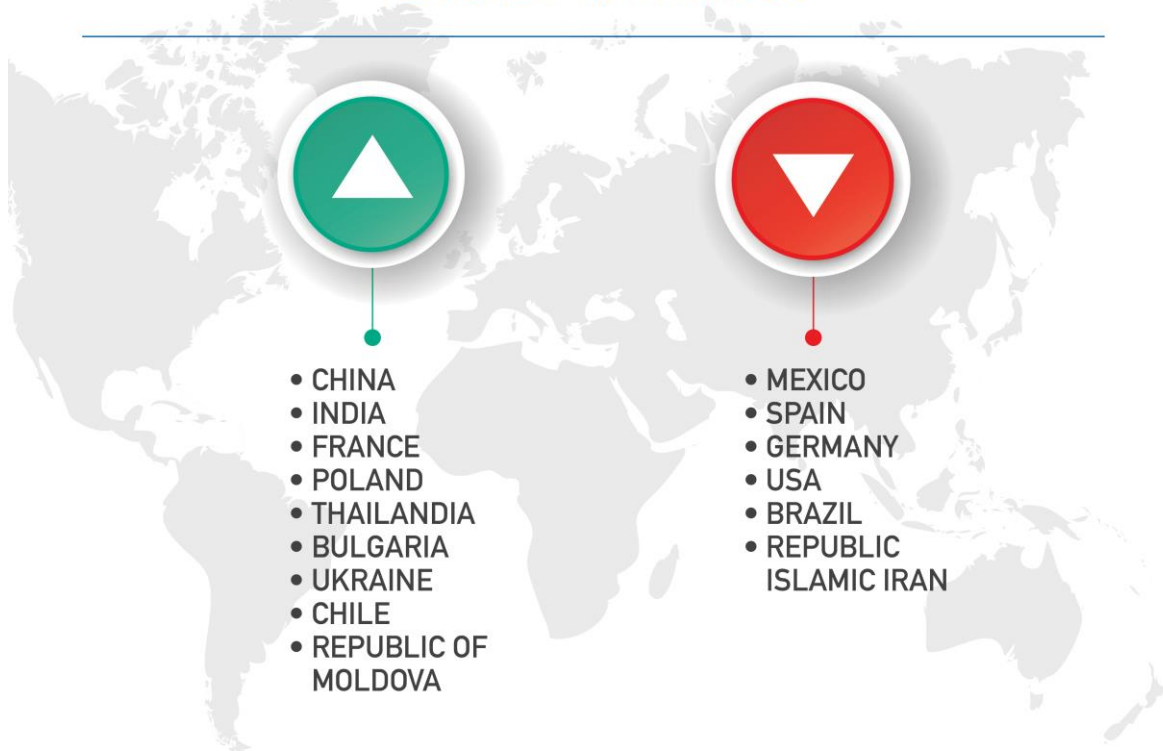 • CHINA
• INDIA
• FRANCE
• POLAND
• THAILANDIA
• BULGARIA
• UKRAINE
• CHILE
• REPUBLIC OF
MOLDOVA
• MEXICO
• SPAIN
• GERMANY
• USA
• BRAZIL
• REPUBLIC
ISLAMIC IRAN